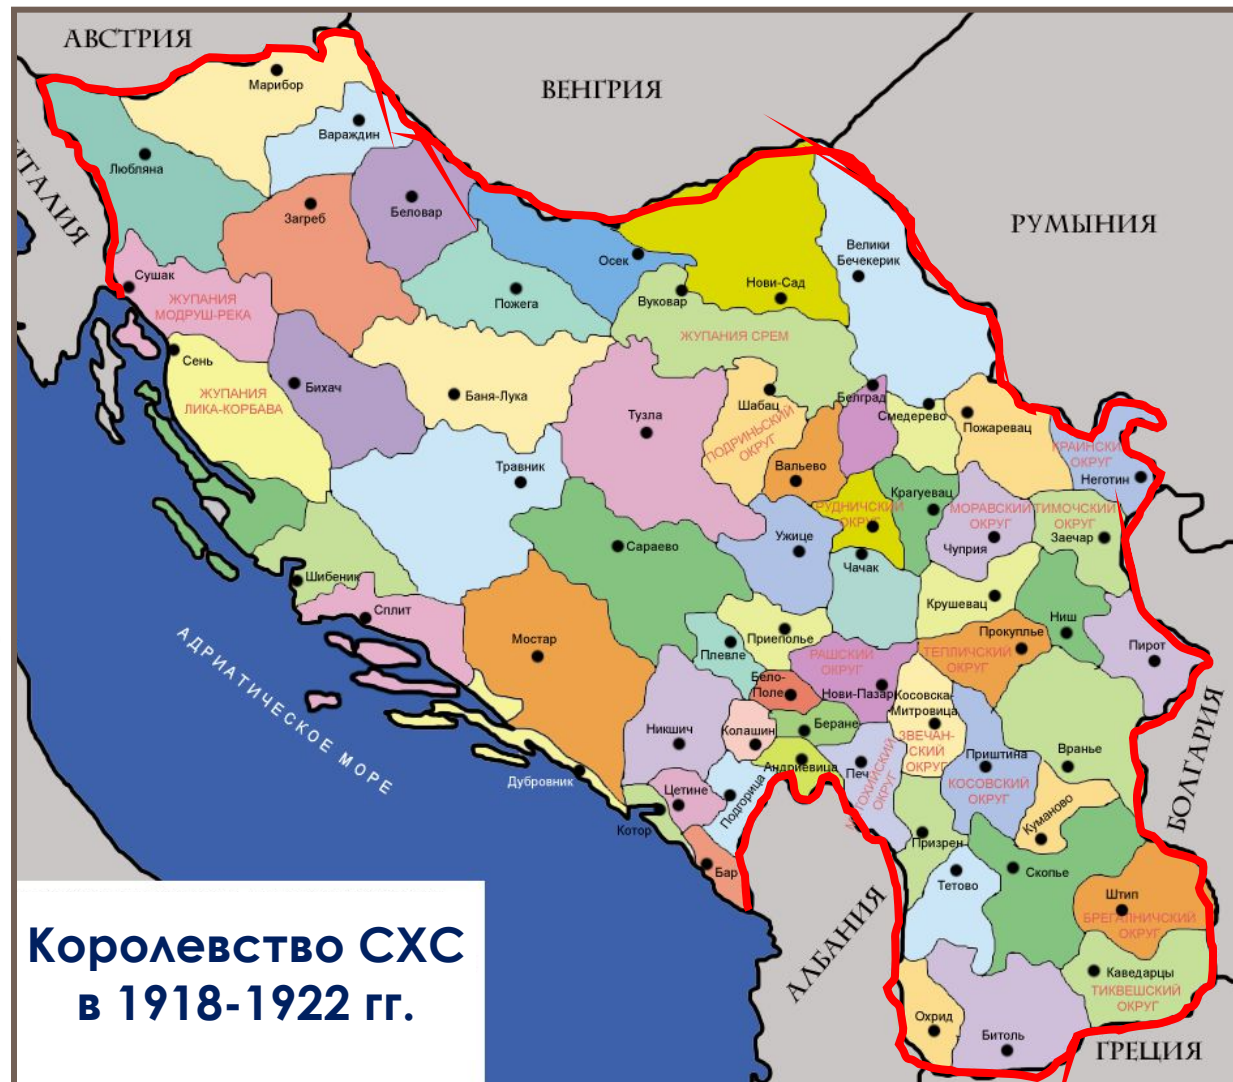 АВСТРИЯ
Марибор
ВЕНГРИЯ
Вараждин
ИТАЛИЯ
Любляна
Загреб
Беловар
РУМЫНИЯ
Велики
Бечекерик
Осек
Сушак
Нови-Сад
Вуковар
Пожега
ЖУПАНИЯ
МОДРУШ-РЕКА
ЖУПАНИЯ СРЕМ
Сень
ЖУПАНИЯ
ЛИКА-КОРБАВА
Бихач
Баня-Лука
Тузла
Шабац
ПОДРИНЬСКИЙ
ОКРУГ
Белград
Смедерево
Пожаревац
КРАИНСКИЙ
ОКРУГ
Неготин
Травник
Вальево
Крагуевац
РУДНИЧСКИЙ
ОКРУГ
МОРАВСКИЙ
ОКРУГ
ТИМОЧСКИЙ
ОКРУГ
Заечар
Ужице
Чуприя
Сараево
Чачак
Шибеник
Крушевац
Сплит
Ниш
Мостар
Приеполье
Прокуплье
Плевле
РАШСКИЙ
ОКРУГ
ТЕПЛИЧСКИЙ
ОКРУГ
Пирот
АДРИАТИЧЕСКОЕ МОРЕ
Бело-
Поле
Нови-Пазар
Косовска-
Митровица
Никшич
Колашин
Беране
ЗВЕЧАН-
СКИЙ
ОКРУГ
Вранье
Андриевица
Печ
МЕТОХИЙСКИЙ
ОКРУГ
Приштина
КОСОВСКИЙ
ОКРУГ
БОЛГАРИЯ
Дубровник
Цетине
Подгорица
Котор
Куманово
Призрен
Бар
Тетово
Скопье
Штип
БРЕГАЛНИЧСКИЙ
ОКРУГ
АЛБАНИЯ
Каведарцы
ТИКВЕШСКИЙ
ОКРУГ
Охрид
Битоль
ГРЕЦИЯ
Королевство СХС
в 1918-1922 гг.